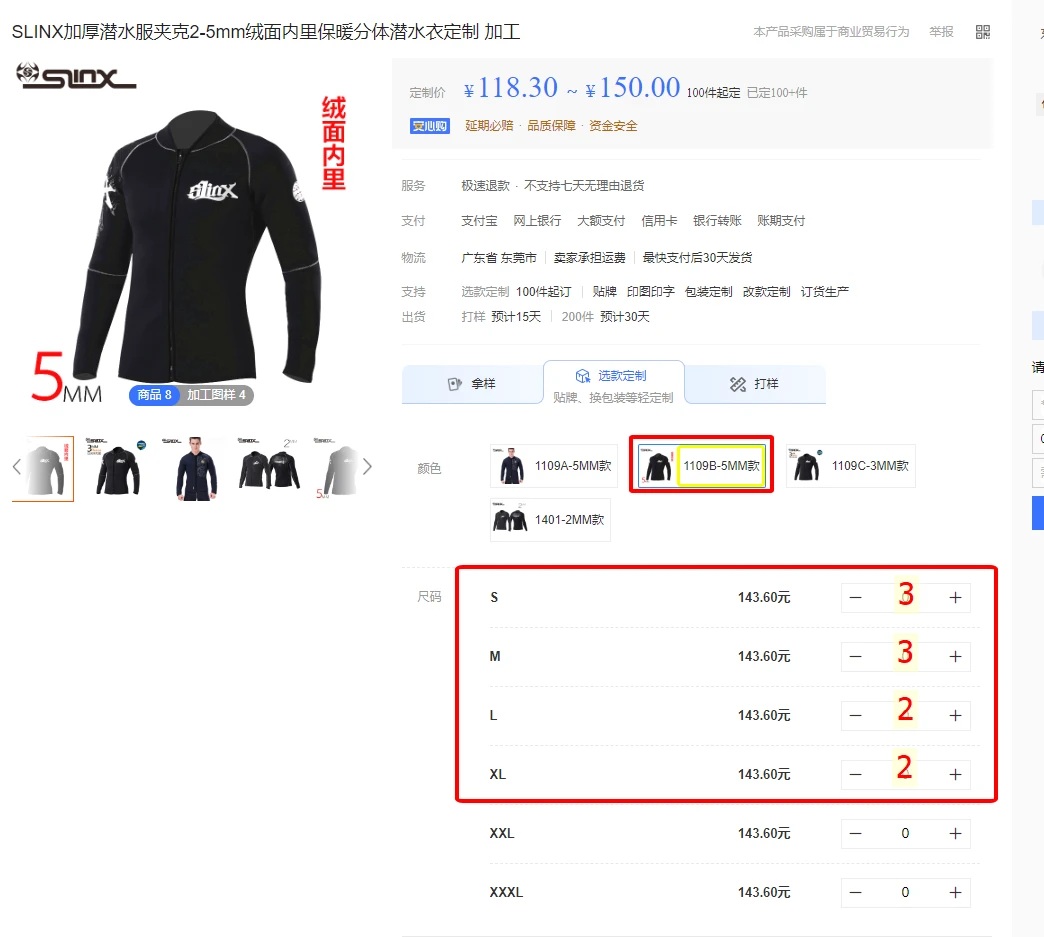 SLINX加厚潜水服夹克2-5mm绒面内里保暖分体潜水衣定制 加工
本产品采购属于商业贸易行为 举报
SLINX
绒面内里
SLINX
5MM
商品 8 加工图样 4
定制价 ¥118.30 ~ ¥150.00 100件起定 已定100+件
安心购 延期必赔 · 品质保障 · 资金安全
服务 极速退款 · 不支持七天无理由退货
支付 支付宝 网上银行 大额支付 信用卡 银行转账 账期支付
物流 广东省 东莞市 卖家承担运费 最快支付后30天发货
支持 选款定制 100件起订 贴牌 印图印字 包装定制 改款定制 订货生产
出货 打样 预计15天 200件 预计30天
拿样
选款定制
贴牌、换包装等轻定制
打样
颜色 1109A-5MM款 1109B-5MM款 1109C-3MM款
1401-2MM款
尺码 S 143.60元 − 3 +
M 143.60元 − 3 +
L 143.60元 − 2 +
XL 143.60元 − 2 +
XXL 143.60元 − 0 +
XXXL 143.60元 − 0 +
请